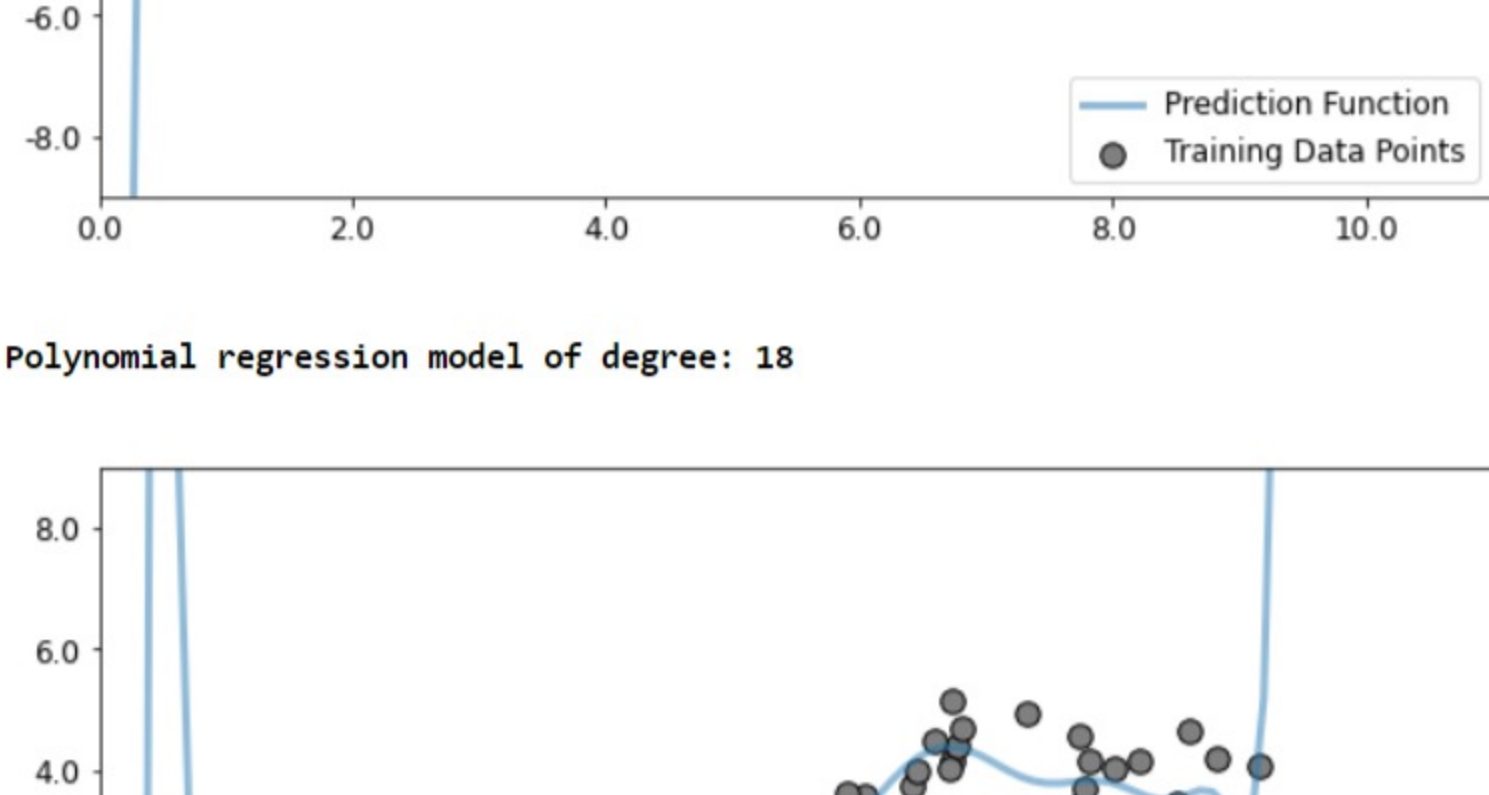 -6.0
-8.0
Prediction Function
Training Data Points
0.0 2.0 4.0 6.0 8.0 10.0
Polynomial regression model of degree: 18
8.0
6.0
4.0